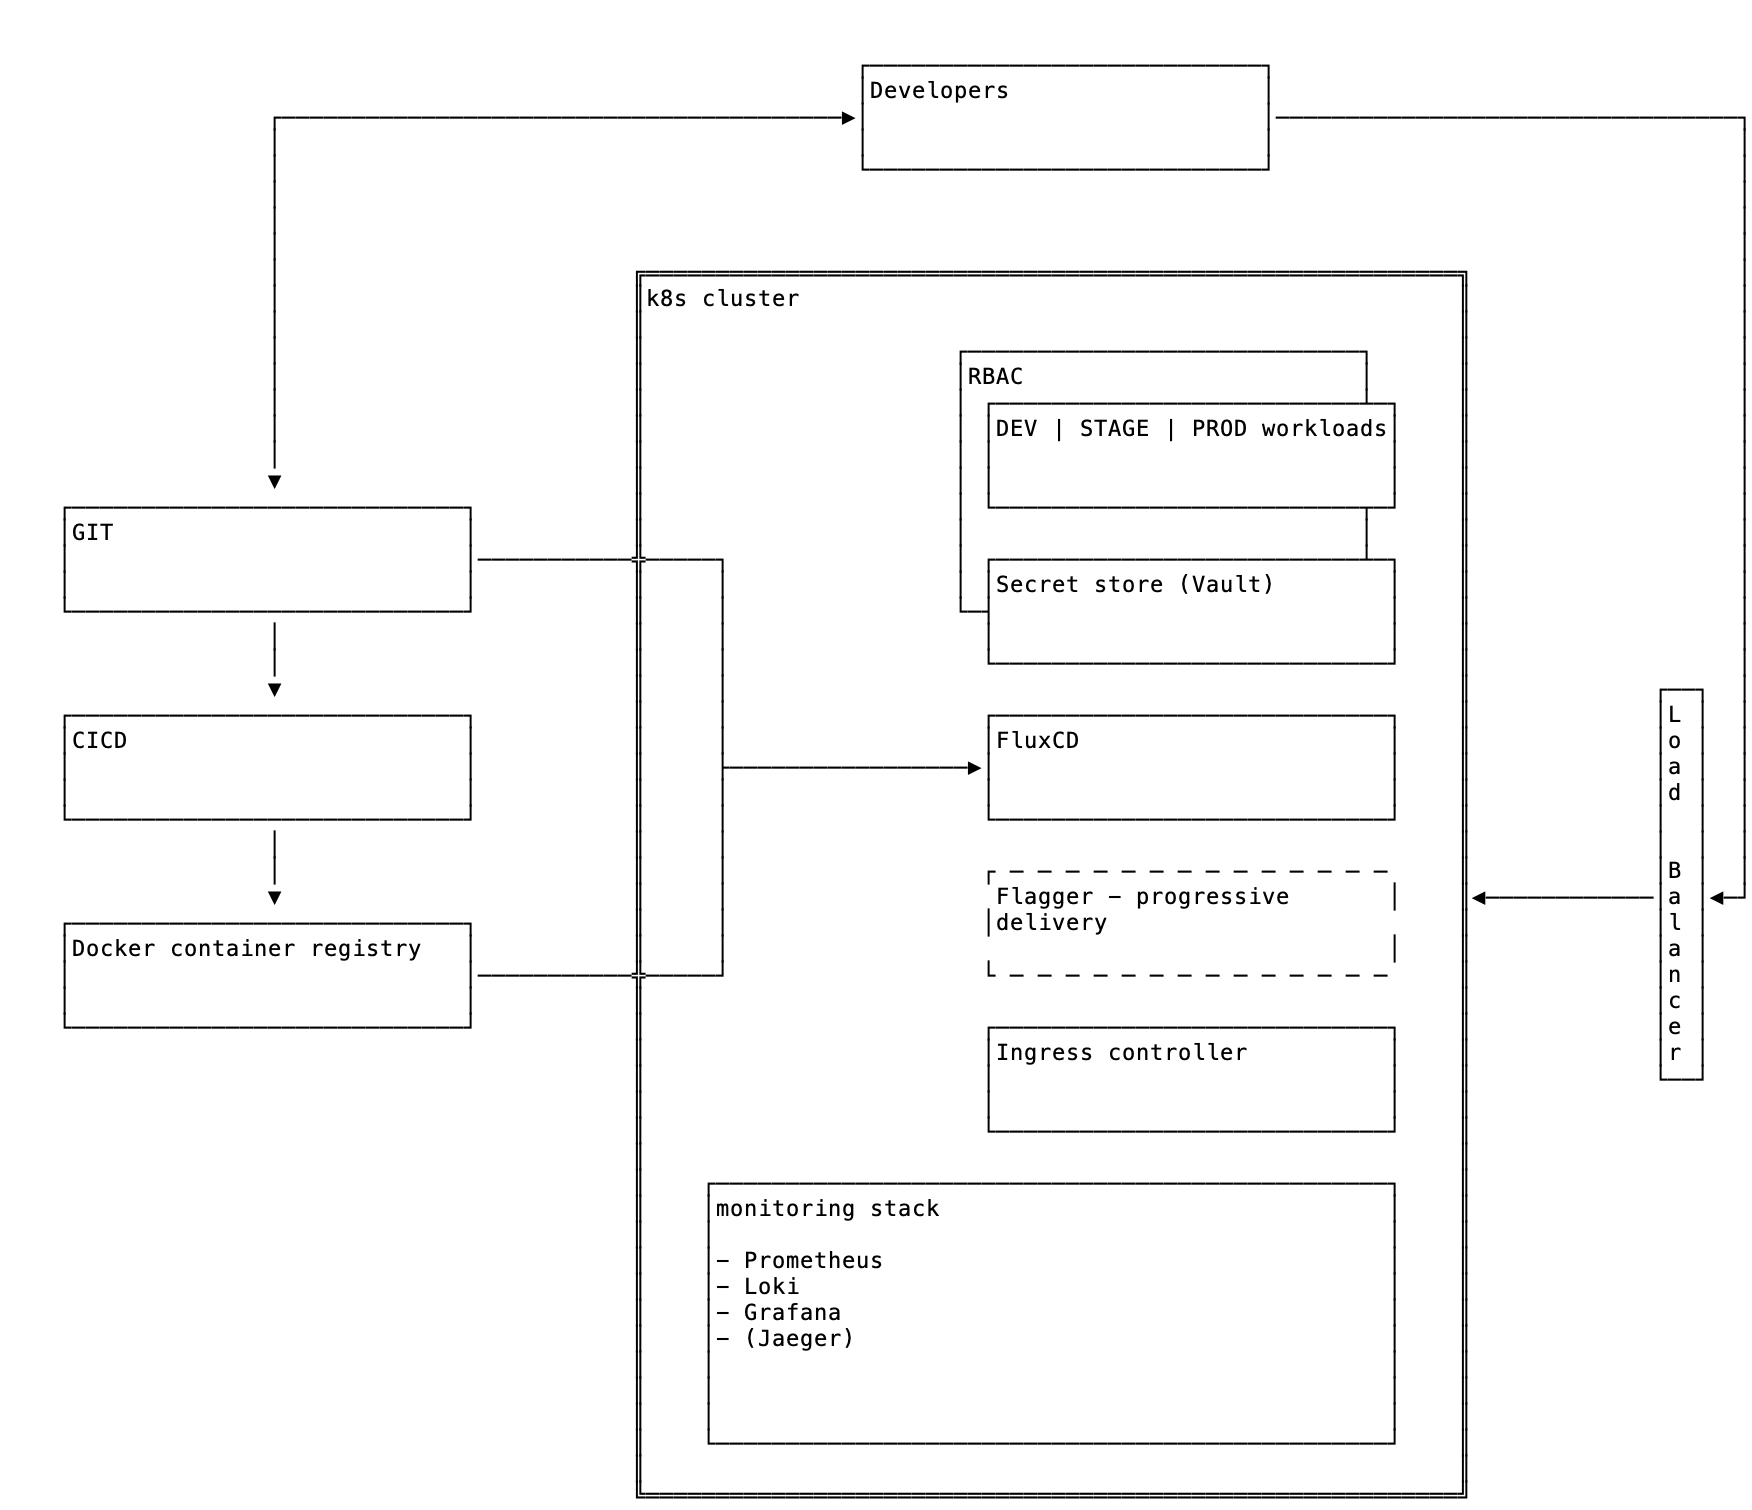 Developers
k8s cluster
RBAC
DEV | STAGE | PROD workloads
GIT
Secret store (Vault)
CICD
FluxCD
Load Balancer
Flagger – progressive
delivery
Docker container registry
Ingress controller
monitoring stack
– Prometheus
– Loki
– Grafana
– (Jaeger)